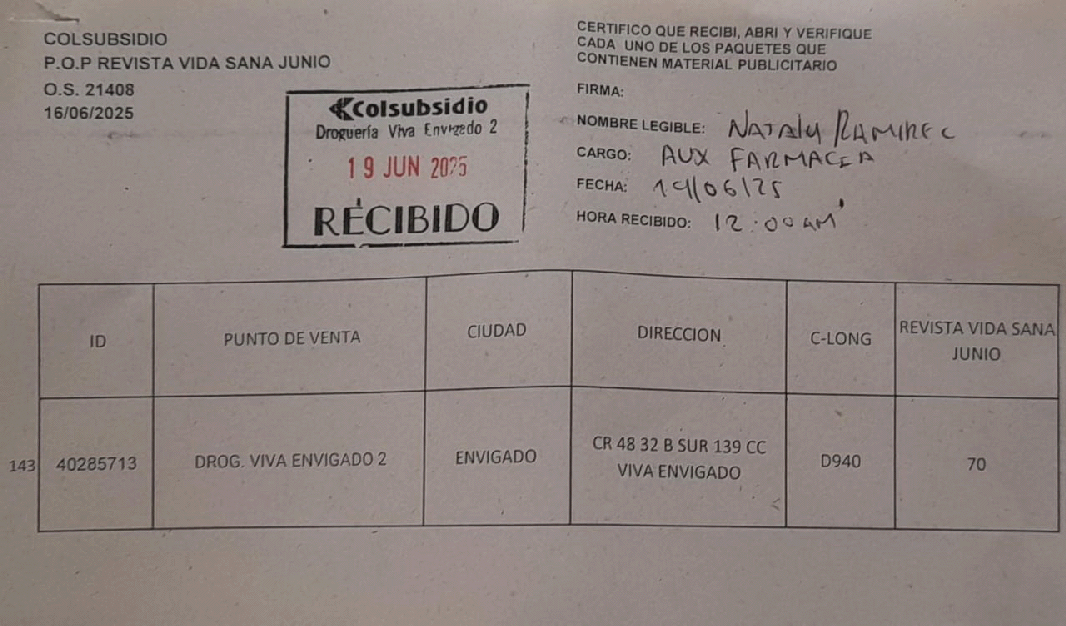 COLSUBSIDIO
P.O.P REVISTA VIDA SANA JUNIO
O.S. 21408
16/06/2025
Colsubsidio
Droguería Viva Envigado 2
19 JUN 2025
RECIBIDO
CERTIFICO QUE RECIBI, ABRI Y VERIFIQUE
CADA UNO DE LOS PAQUETES QUE
CONTIENEN MATERIAL PUBLICITARIO
FIRMA:
NOMBRE LEGIBLE: NATALY RAMIREZ
CARGO: AUX FARMACIA
FECHA: 19/06/25
HORA RECIBIDO: 12:00 AM
ID PUNTO DE VENTA CIUDAD DIRECCION C-LONG REVISTA VIDA SANA
JUNIO
143 40285713 DROG. VIVA ENVIGADO 2 ENVIGADO CR 48 32 B SUR 139 CC D940 70
VIVA ENVIGADO